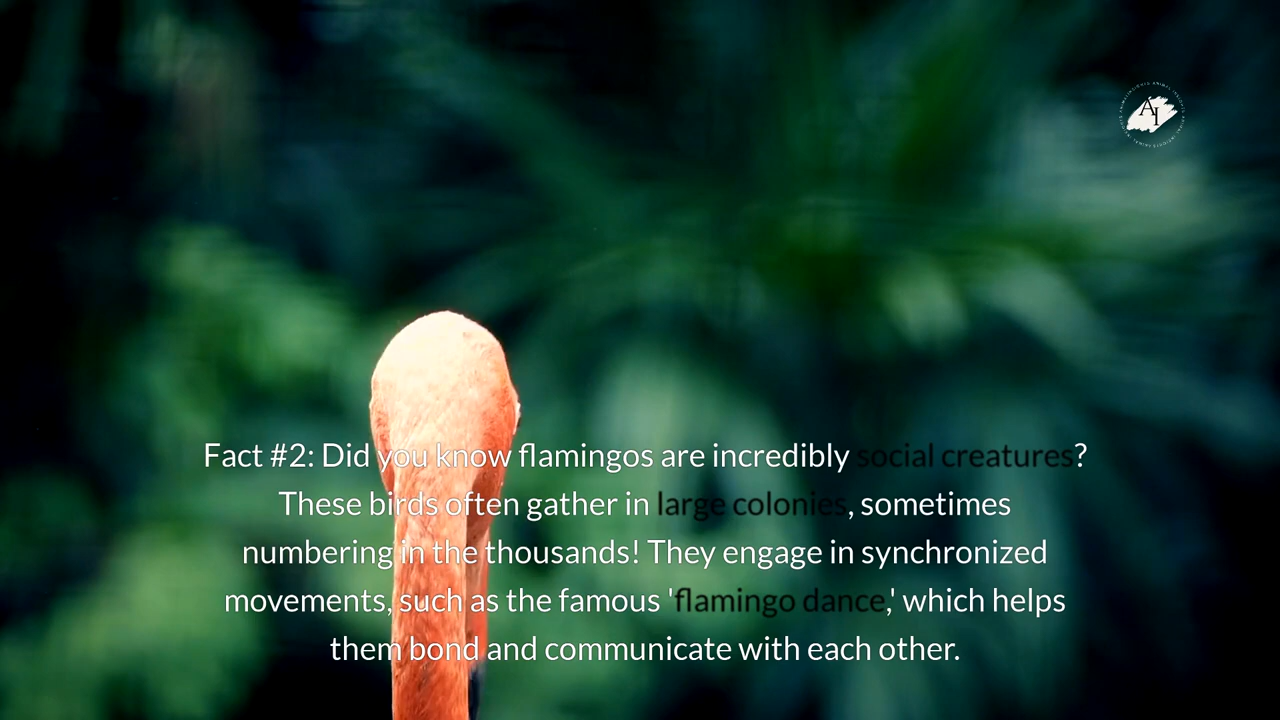 AI
Fact #2: Did you know flamingos are incredibly social creatures?
These birds often gather in large colonies, sometimes
numbering in the thousands! They engage in synchronized
movements, such as the famous 'flamingo dance,' which helps
them bond and communicate with each other.